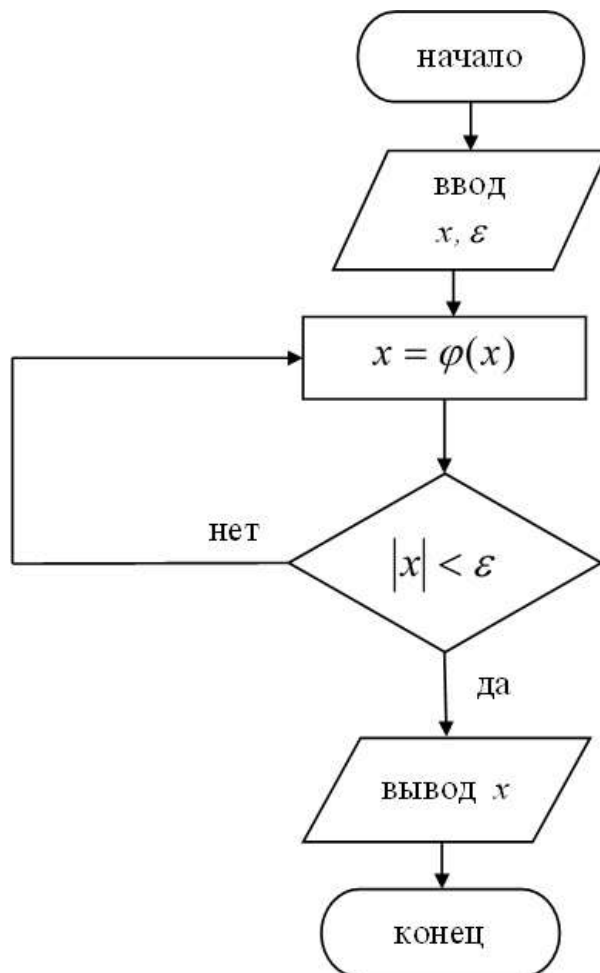 начало
ввод
x, ε
x = φ(x)
нет
|x| < ε
да
вывод x
конец